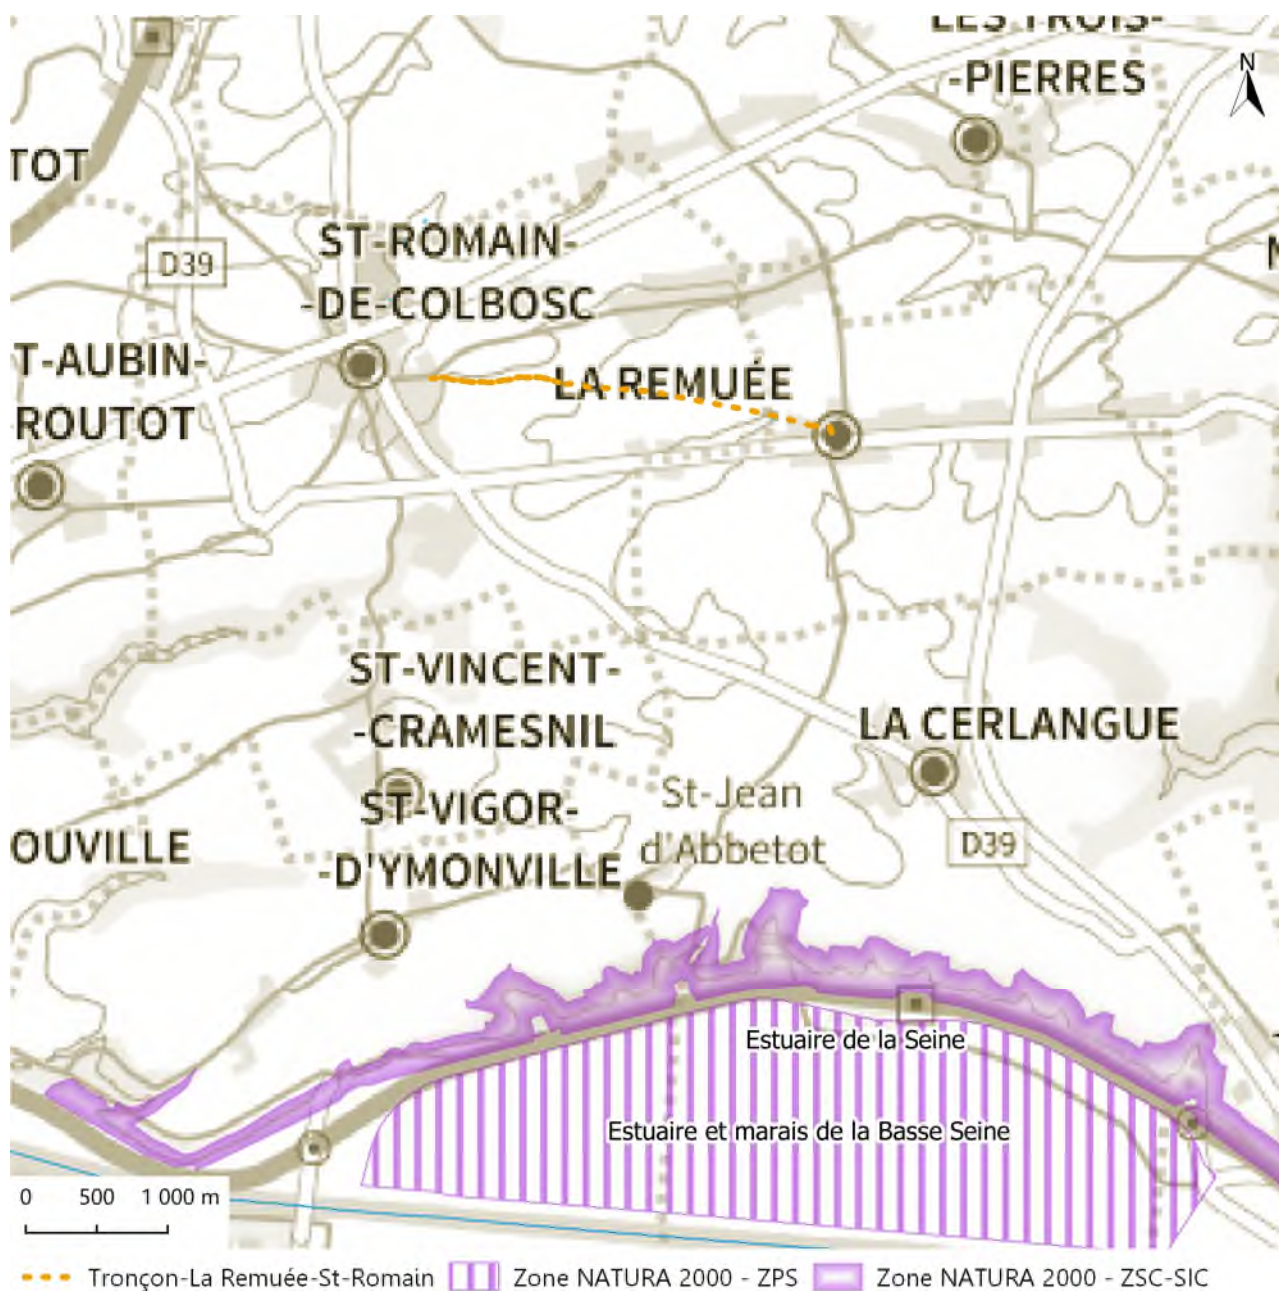 LES TROIS-
-PIERRES
N
TOT
ST-ROMAIN-
-DE-COLBOSC
D39
T-AUBIN-
ROUTOT
LA REMUÉE
ST-VINCENT-
-CRAMESNIL
LA CERLANGUE
St-Jean
d'Abbetot
ST-VIGOR-
-D'YMONVILLE
OUVILLE
D39
Estuaire de la Seine
Estuaire et marais de la Basse Seine
0 500 1 000 m
Tronçon-La Remuée-St-Romain Zone NATURA 2000 - ZPS Zone NATURA 2000 - ZSC-SIC